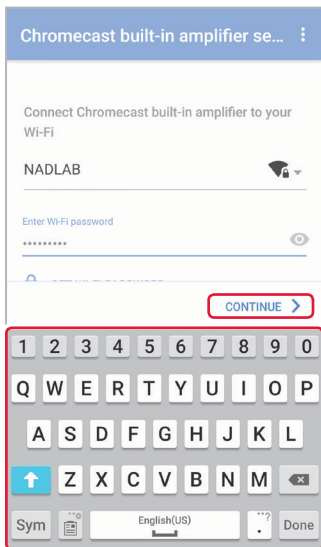 Chromecast built-in amplifier se...
Connect Chromecast built-in amplifier to your
Wi-Fi
NADLAB
Enter Wi-Fi password
•••••••••
CONTINUE
1 2 3 4 5 6 7 8 9 0
Q W E R T Y U I O P
A S D F G H J K L
Z X C V B N M
Sym English(US) . ...? Done